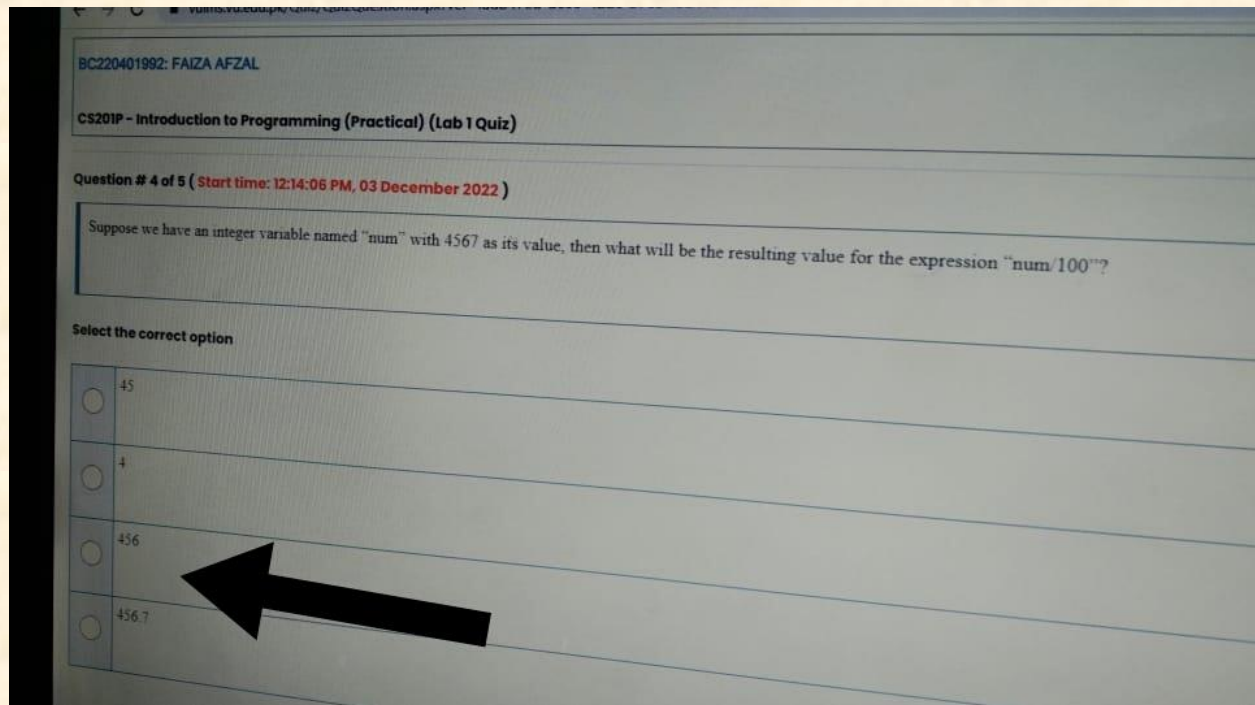 BC220401992: FAIZA AFZAL
CS201P - Introduction to Programming (Practical) (Lab 1 Quiz)
Question # 4 of 5 ( Start time: 12:14:06 PM, 03 December 2022 )
Suppose we have an integer variable named "num" with 4567 as its value, then what will be the resulting value for the expression "num/100"?
Select the correct option
45
4
456
456.7